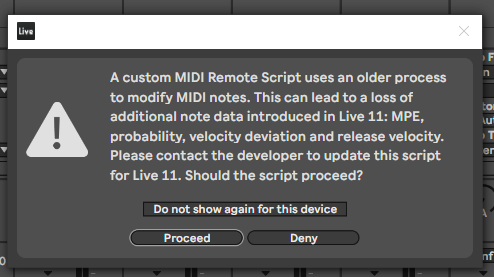 Live
A custom MIDI Remote Script uses an older process
to modify MIDI notes. This can lead to a loss of
additional note data introduced in Live 11: MPE,
probability, velocity deviation and release velocity.
Please contact the developer to update this script
for Live 11. Should the script proceed?
Do not show again for this device
Proceed
Deny